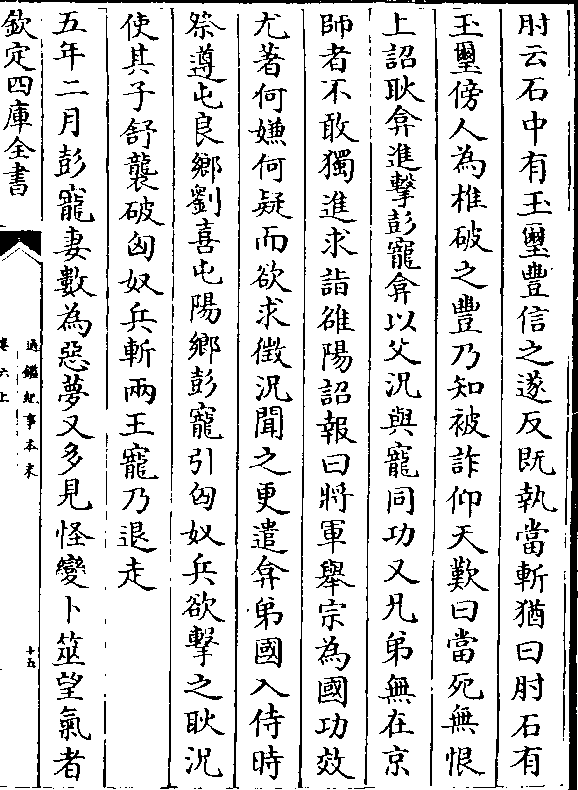 肘云石中有玉璽豐信之遂反既執當斬猶曰肘石有
玉璽傍人為椎破之豐乃知被詐仰天歎曰當死無恨
上詔耿弇進擊彭寵弇以父況與寵同功又兄弟無在京
師者不敢獨進求詣雒陽詔報曰將軍舉宗為國功效
尤著何嫌何疑而欲求徵況聞之更遣弇弟國入侍時
祭遵屯良鄉劉喜屯陽鄉彭寵引匈奴兵欲擊之耿況
使其子舒襲破匈奴兵斬兩王寵乃退走
五年二月彭寵妻數為惡夢又多見怪變卜筮望氣者
欽定四庫全書
通鑑紀事本末
卷六上
十五